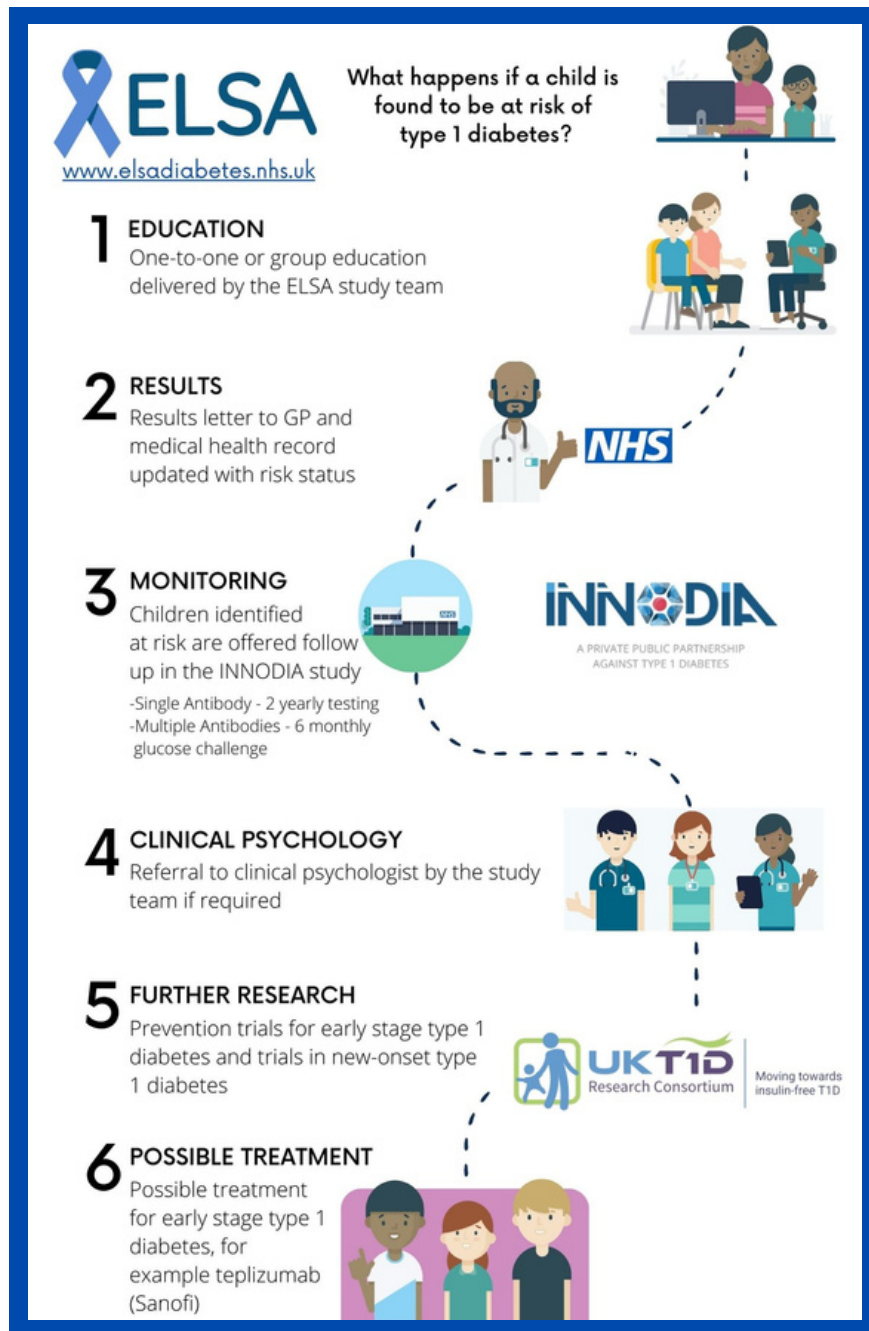 ELSA
www.elsadiabetes.nhs.uk
What happens if a child is
found to be at risk of
type 1 diabetes?
1 EDUCATION
One-to-one or group education
delivered by the ELSA study team
2 RESULTS
Results letter to GP and
medical health record
updated with risk status
NHS
3 MONITORING
Children identified
at risk are offered follow
up in the INNODIA study
-Single Antibody - 2 yearly testing
-Multiple Antibodies - 6 monthly
glucose challenge
NHS
INNODIA
A PRIVATE PUBLIC PARTNERSHIP
AGAINST TYPE 1 DIABETES
4 CLINICAL PSYCHOLOGY
Referral to clinical psychologist by the study
team if required
5 FURTHER RESEARCH
Prevention trials for early stage type 1
diabetes and trials in new-onset type
1 diabetes
UK T1D
Research Consortium
Moving towards
insulin-free T1D
6 POSSIBLE TREATMENT
Possible treatment
for early stage type 1
diabetes, for
example teplizumab
(Sanofi)